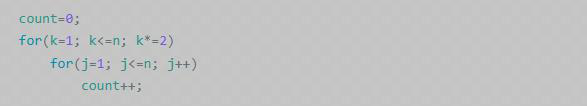 count=0;
for(k=1; k<=n; k*=2)
    for(j=1; j<=n; j++)
        count++;